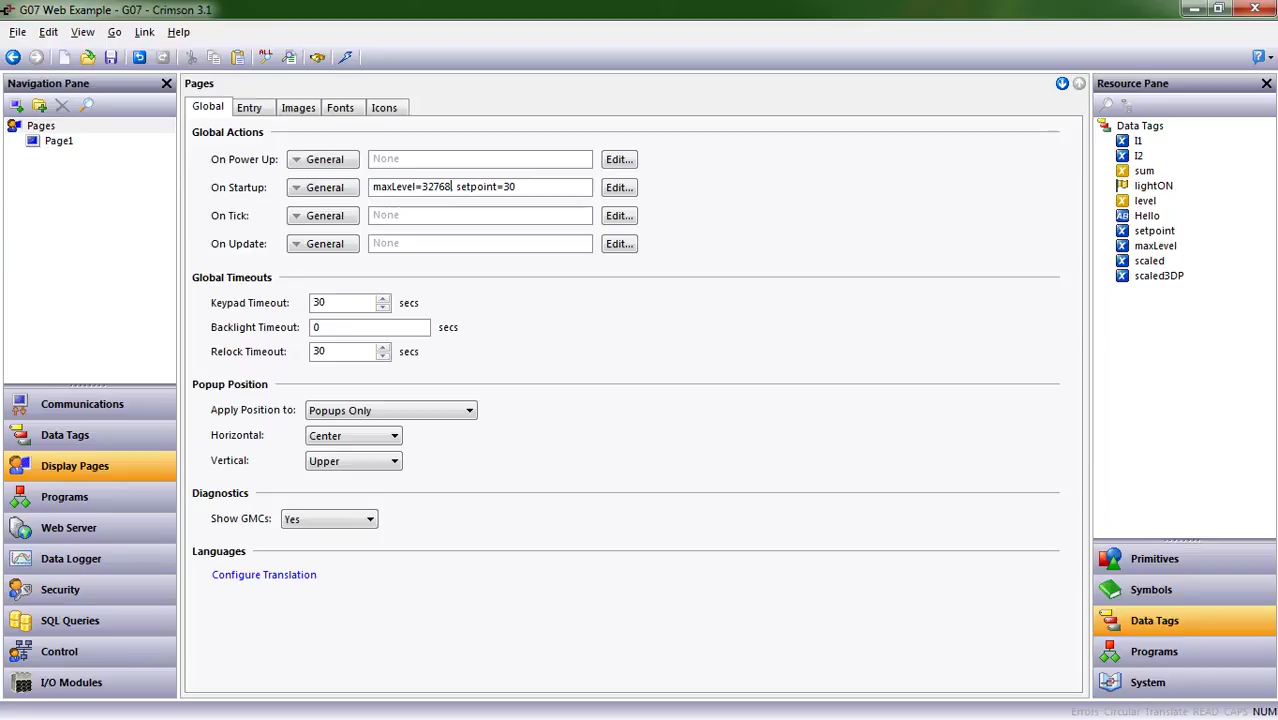 G07 Web Example - G07 - Crimson 3.1
File Edit View Go Link Help
ALL
Navigation Pane
Pages
Page1
Communications
Data Tags
Display Pages
Programs
Web Server
Data Logger
Security
SQL Queries
Control
I/O Modules
Pages
Global Entry Images Fonts Icons
Global Actions
On Power Up: General None Edit...
On Startup: General maxLevel=32768 setpoint=30 Edit...
On Tick: General None Edit...
On Update: General None Edit...
Global Timeouts
Keypad Timeout: 30 secs
Backlight Timeout: 0 secs
Relock Timeout: 30 secs
Popup Position
Apply Position to: Popups Only
Horizontal: Center
Vertical: Upper
Diagnostics
Show GMCs: Yes
Languages
Configure Translation
Resource Pane
Data Tags
I1
I2
sum
lightON
level
Hello
setpoint
maxLevel
scaled
scaled3DP
Primitives
Symbols
Data Tags
Programs
System
Errors Circular Translate READ CAPS NUM